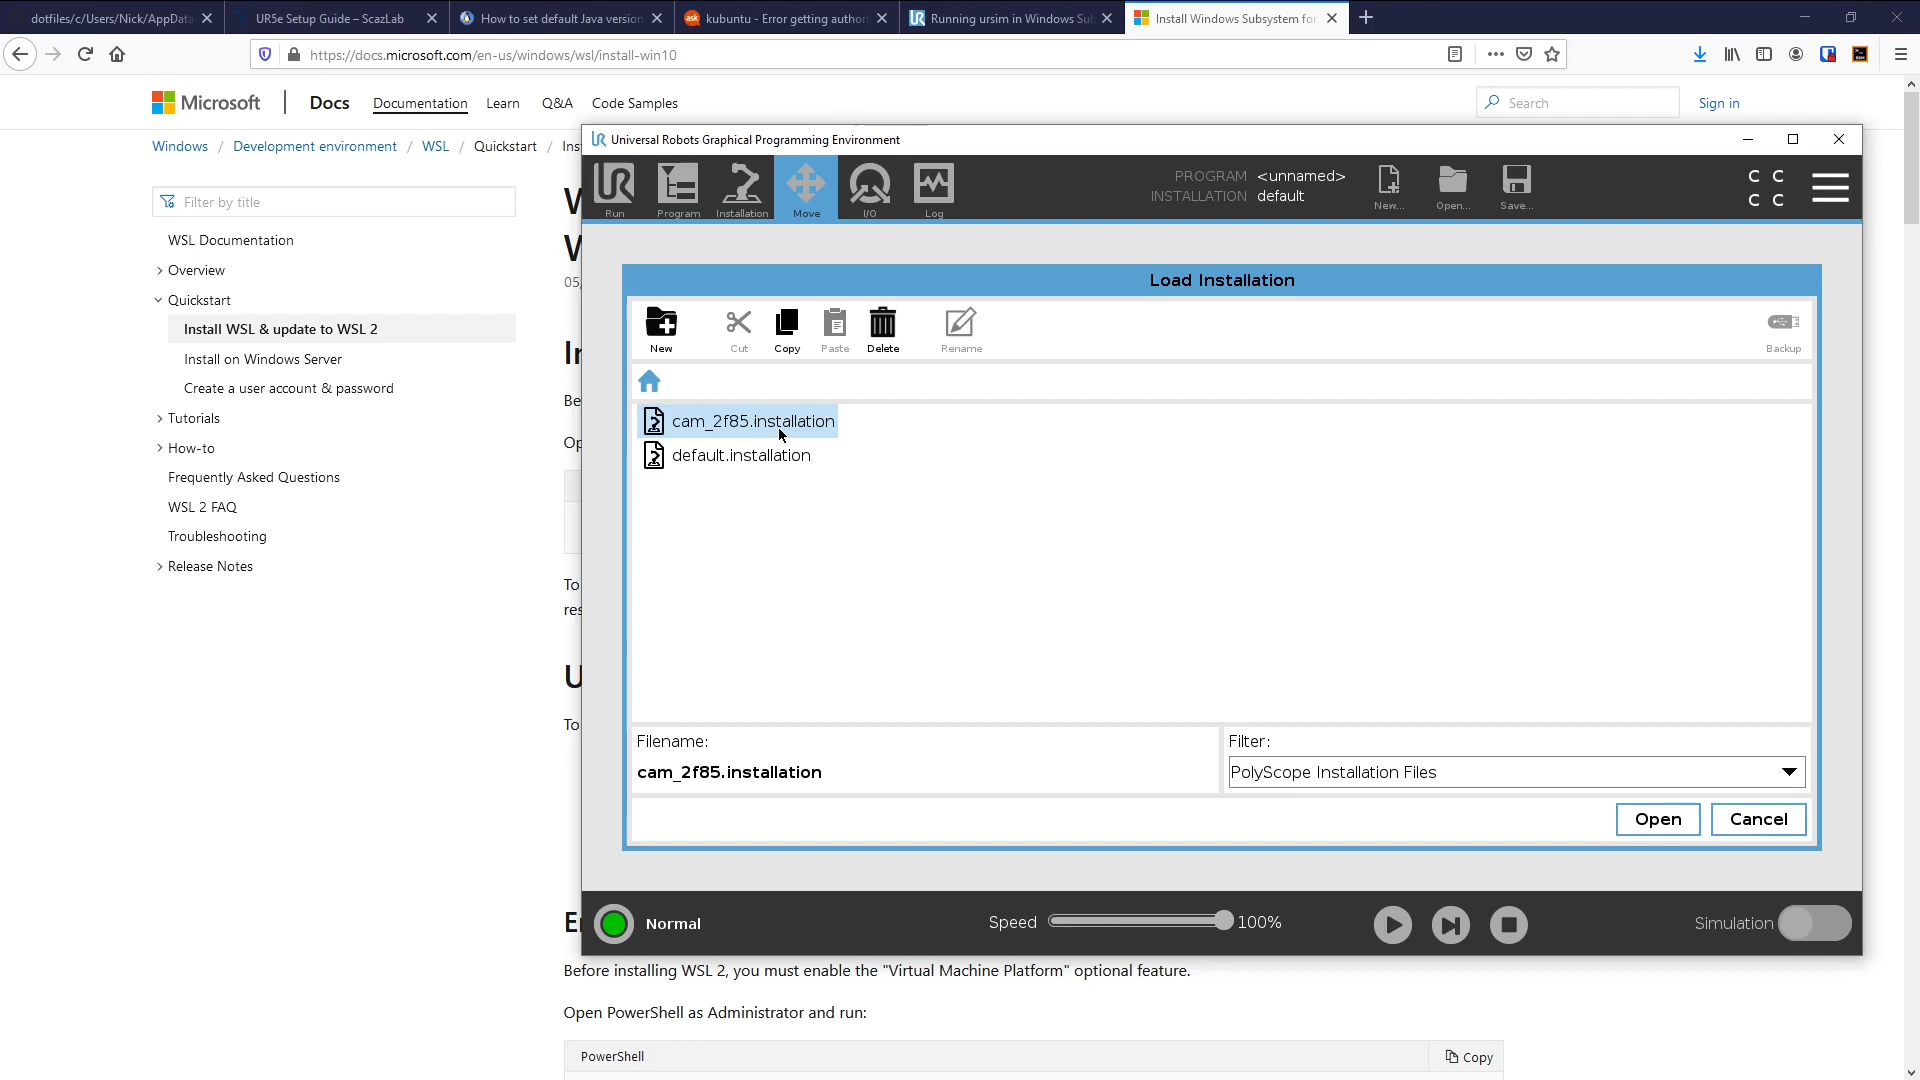 dotfiles/c/Users/Nick/AppData
UR5e Setup Guide – ScazLab
How to set default Java version
kubuntu - Error getting author
Running ursim in Windows Sub
Install Windows Subsystem for
https://docs.microsoft.com/en-us/windows/wsl/install-win10
Microsoft
Docs
Documentation
Learn
Q&A
Code Samples
Search
Sign in
Windows / Development environment / WSL / Quickstart / Ins
Filter by title
WSL Documentation
Overview
Quickstart
Install WSL & update to WSL 2
Install on Windows Server
Create a user account & password
Tutorials
How-to
Frequently Asked Questions
WSL 2 FAQ
Troubleshooting
Release Notes
W
W
05/
In
Be
Op
To
res
U
To
Universal Robots Graphical Programming Environment
Run
Program
Installation
Move
I/O
Log
PROGRAM <unnamed>
INSTALLATION default
New...
Open...
Save...
C C
C C
Load Installation
New
Cut
Copy
Paste
Delete
Rename
Backup
cam_2f85.installation
default.installation
Filename:
cam_2f85.installation
Filter:
PolyScope Installation Files
Open
Cancel
Normal
Speed
100%
Simulation
Before installing WSL 2, you must enable the "Virtual Machine Platform" optional feature.
Open PowerShell as Administrator and run:
PowerShell
Copy